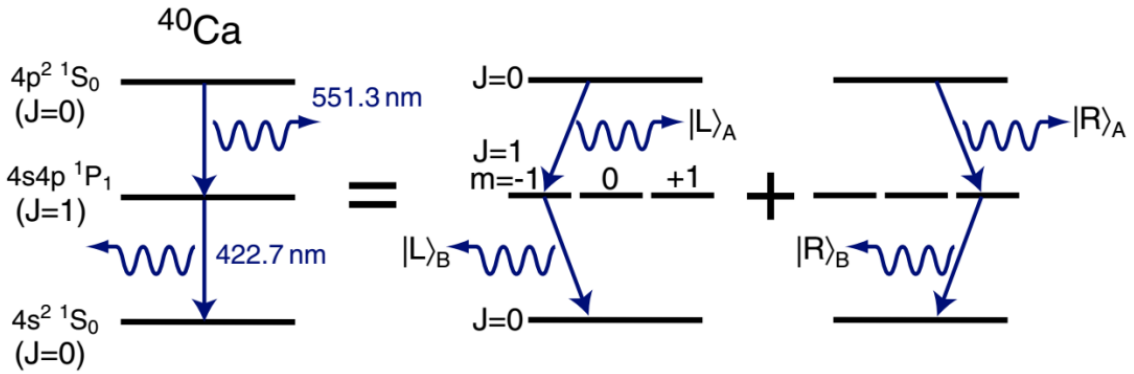 ⁴⁰Ca
4p² ¹S₀
(J=0)
551.3 nm
4s4p ¹P₁
(J=1)
422.7 nm
4s² ¹S₀
(J=0)
=
J=0
|L⟩A
J=1
m=-1 0 +1
|L⟩B
J=0
+
|R⟩A
|R⟩B